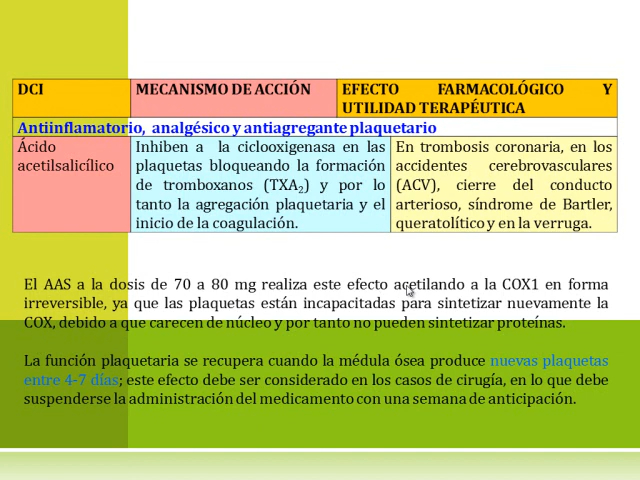 DCI
MECANISMO DE ACCIÓN
EFECTO FARMACOLÓGICO Y
UTILIDAD TERAPÉUTICA
Antiinflamatorio, analgésico y antiagregante plaquetario
Ácido
acetilsalicílico
Inhiben a la ciclooxigenasa en las
plaquetas bloqueando la formación
de tromboxanos (TXA₂) y por lo
tanto la agregación plaquetaria y el
inicio de la coagulación.
En trombosis coronaria, en los
accidentes cerebrovasculares
(ACV), cierre del conducto
arterioso, síndrome de Bartler,
queratolítico y en la verruga.
El AAS a la dosis de 70 a 80 mg realiza este efecto acetilando a la COX1 en forma
irreversible, ya que las plaquetas están incapacitadas para sintetizar nuevamente la
COX, debido a que carecen de núcleo y por tanto no pueden sintetizar proteínas.
La función plaquetaria se recupera cuando la médula ósea produce nuevas plaquetas
entre 4-7 días; este efecto debe ser considerado en los casos de cirugía, en lo que debe
suspenderse la administración del medicamento con una semana de anticipación.